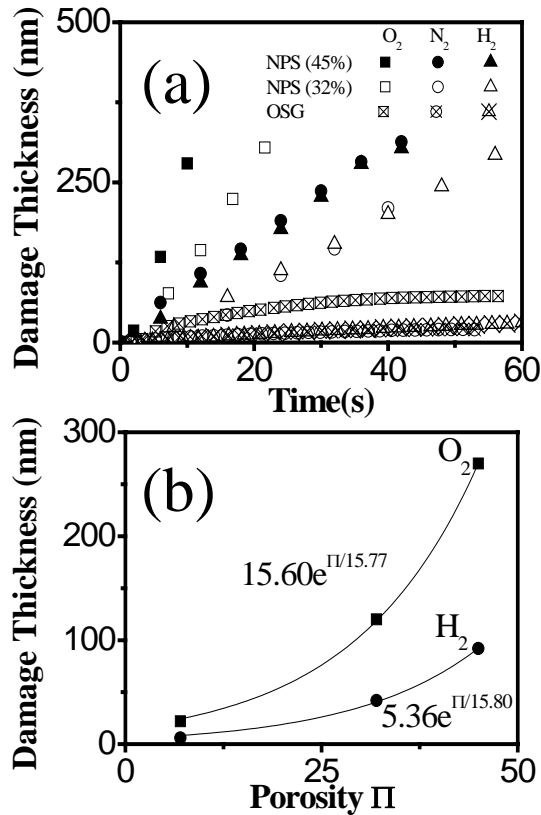 500
250
0
Damage Thickness (nm)
(a)
O2 N2 H2
NPS (45%)
NPS (32%)
OSG
0 20 40 60
Time(s)
300
200
100
0
Damage Thickness (nm)
(b)
O2
15.60e^Π/15.77
H2
5.36e^Π/15.80
0 25 50
Porosity Π